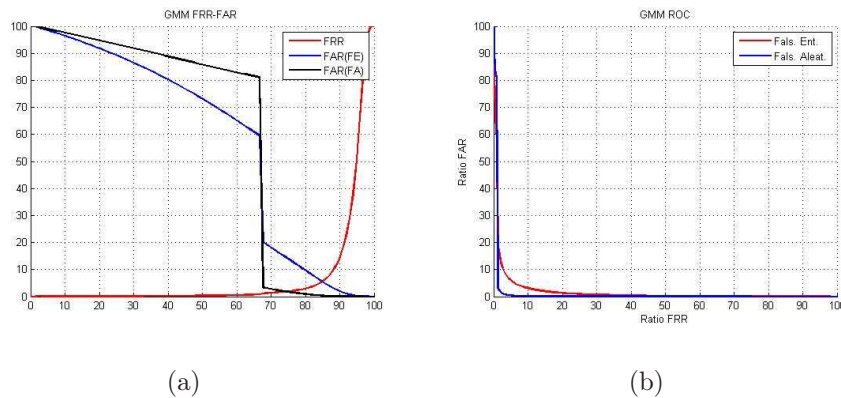 GMM FRR-FAR
100
90
80
70
60
50
40
30
20
10
0
0 10 20 30 40 50 60 70 80 90 100
FRR
FAR(FE)
FAR(FA)
(a)
GMM ROC
Ratio FAR
100
90
80
70
60
50
40
30
20
10
0
0 10 20 30 40 50 60 70 80 90 100
Ratio FRR
Fals. Ent.
Fals. Aleat.
(b)